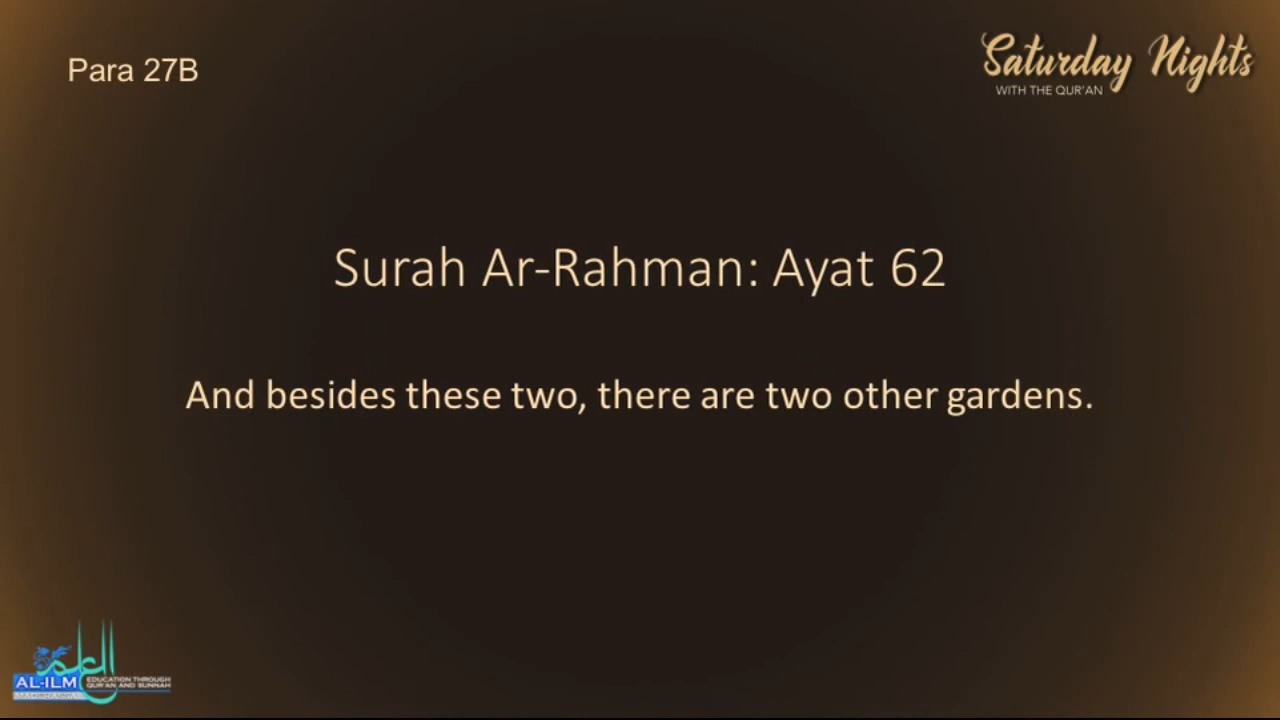 Para 27B
Saturday Nights
WITH THE QUR'AN
Surah Ar-Rahman: Ayat 62
And besides these two, there are two other gardens.
العلم
AL-ILM
EDUCATION THROUGH
QUR'AN AND SUNNAH